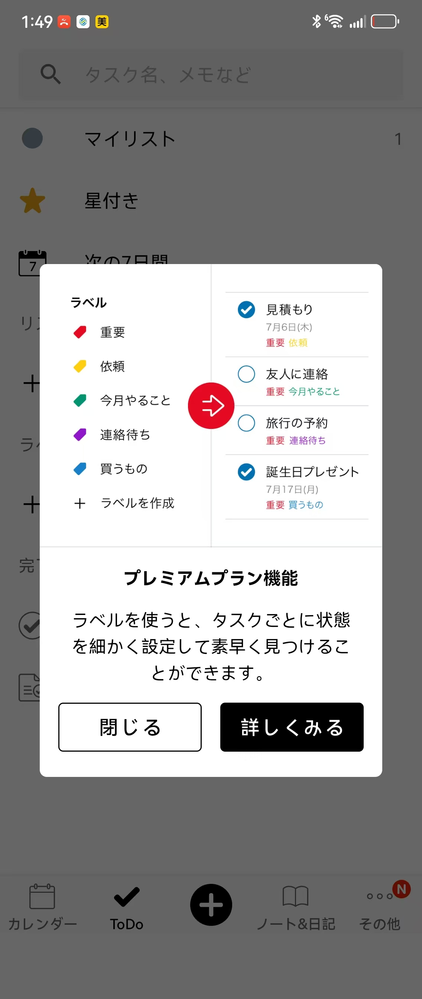 1:49
美
6
タスク名、メモなど
マイリスト
1
星付き
7
次の7日間
リス
ラベ
完了
ラベル
重要
依頼
今月やること
連絡待ち
買うもの
ラベルを作成
見積もり
7月6日(木)
重要 依頼
友人に連絡
重要 今月やること
旅行の予約
重要 連絡待ち
誕生日プレゼント
7月17日(月)
重要 買うもの
プレミアムプラン機能
ラベルを使うと、タスクごとに状態
を細かく設定して素早く見つけるこ
とができます。
閉じる
詳しくみる
N
カレンダー
ToDo
ノート&日記
その他